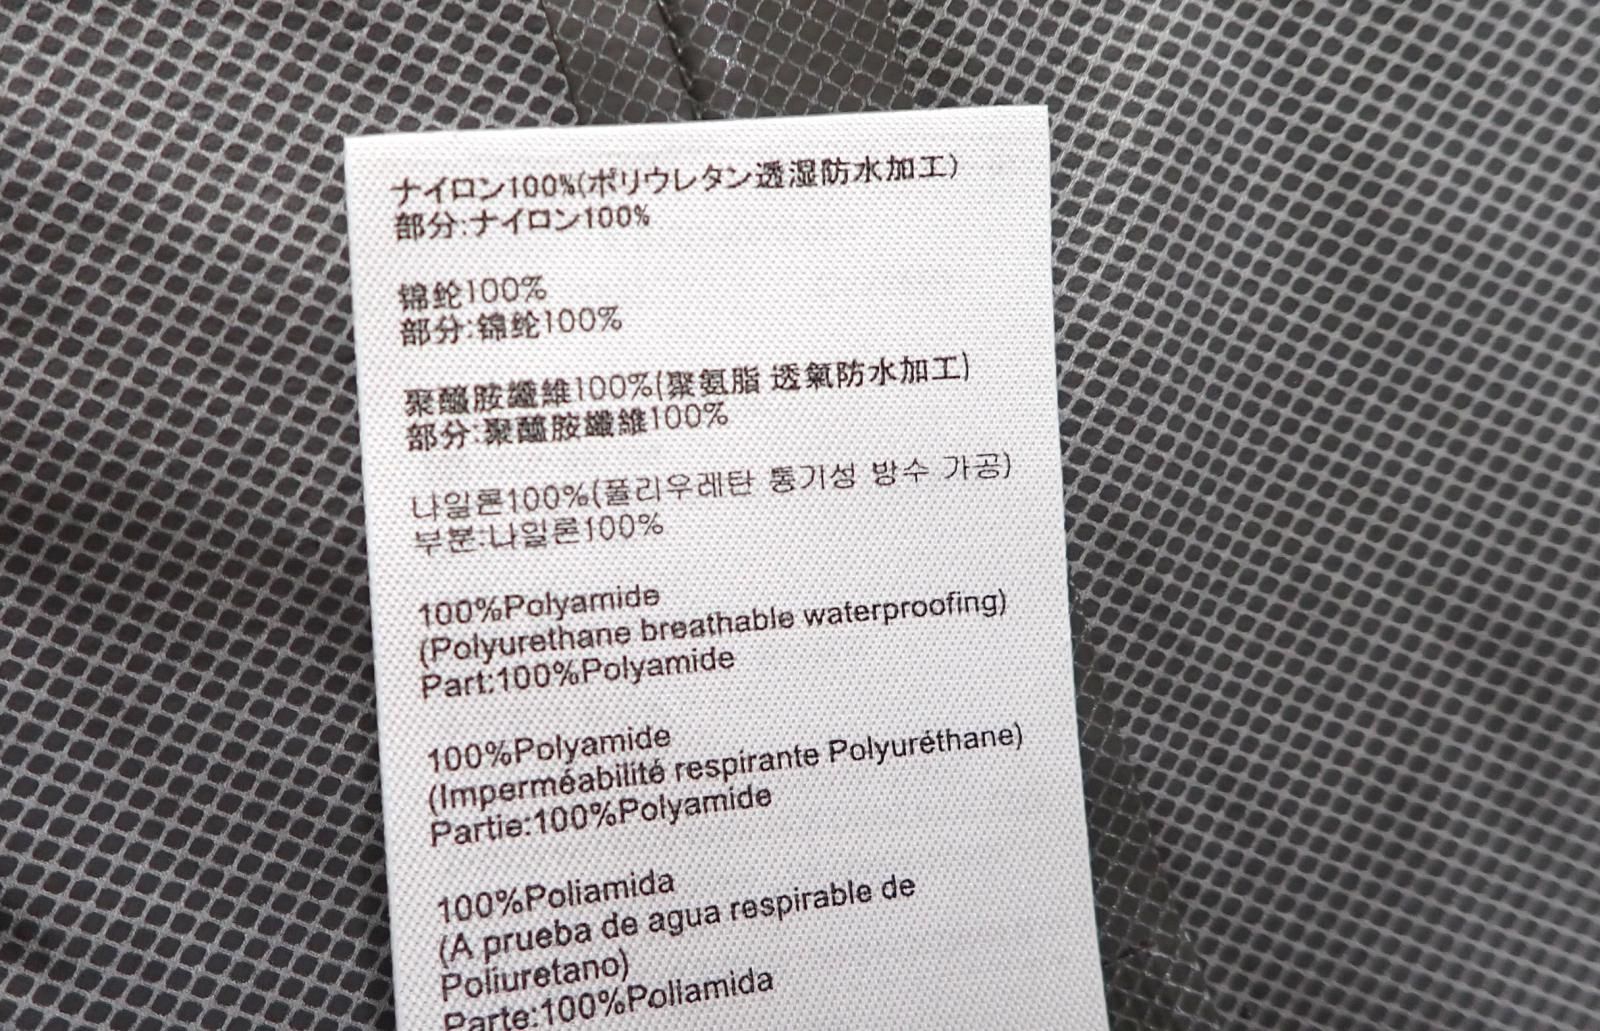 ナイロン100%(ポリウレタン透湿防水加工)
部分:ナイロン100%
锦纶100%
部分:锦纶100%
聚醯胺纖維100%(聚氨脂 透氣防水加工)
部分:聚醯胺纖維100%
나일론100%(폴리우레탄 통기성 방수 가공)
부분:나일론100%
100%Polyamide
(Polyurethane breathable waterproofing)
Part:100%Polyamide
100%Polyamide
(Imperméabilité respirante Polyuréthane)
Partie:100%Polyamide
100%Poliamida
(A prueba de agua respirable de
Poliuretano)
Parte:100%Poliamida